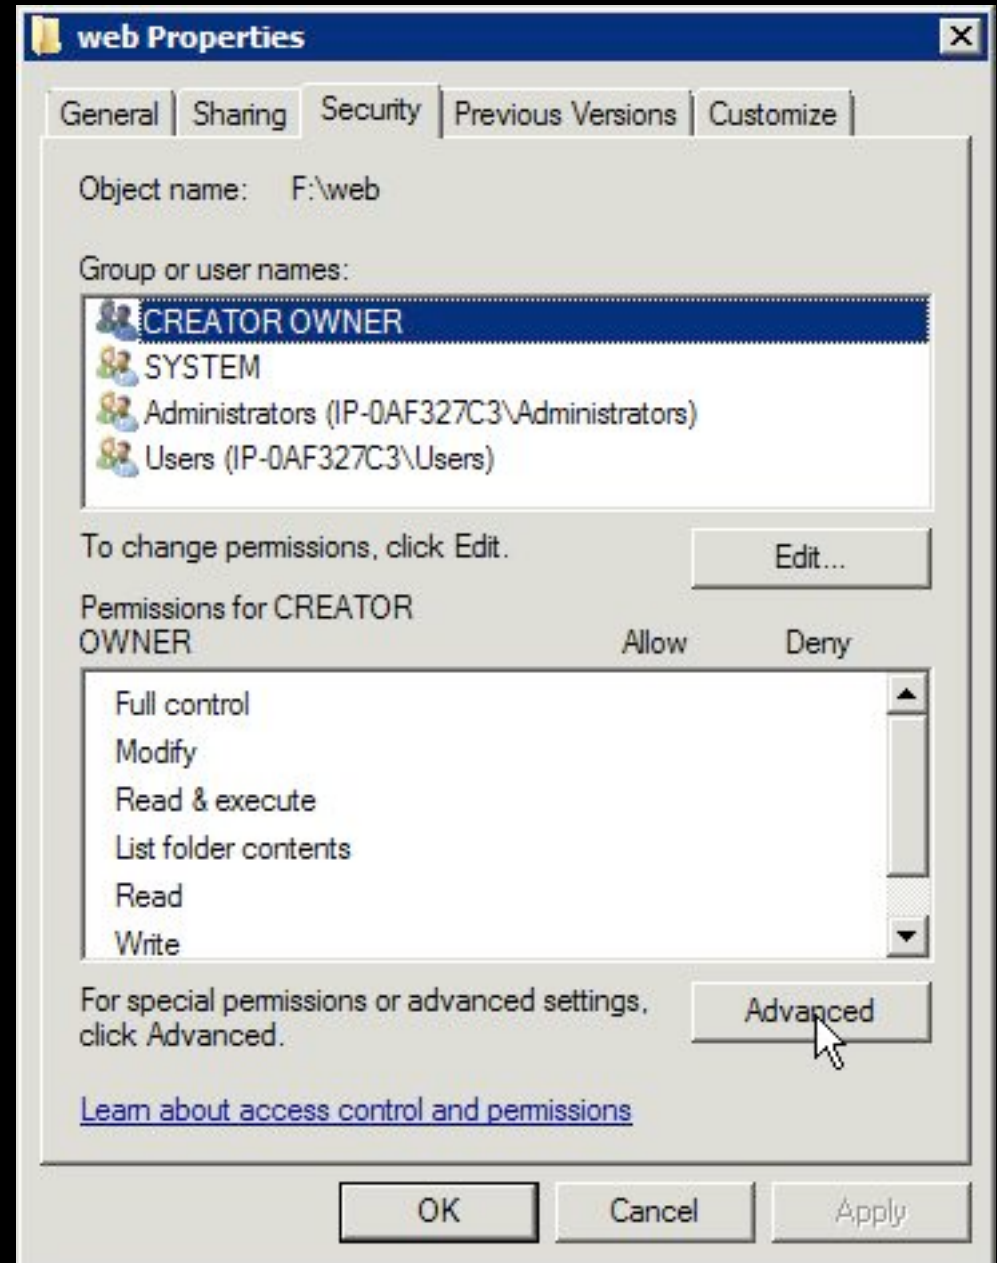 web Properties
General Sharing Security Previous Versions Customize
Object name: F:\web
Group or user names:
CREATOR OWNER
SYSTEM
Administrators (IP-0AF327C3\Administrators)
Users (IP-0AF327C3\Users)
To change permissions, click Edit.
Edit...
Permissions for CREATOR
OWNER Allow Deny
Full control
Modify
Read & execute
List folder contents
Read
Write
For special permissions or advanced settings,
click Advanced.
Advanced
Learn about access control and permissions
OK Cancel Apply